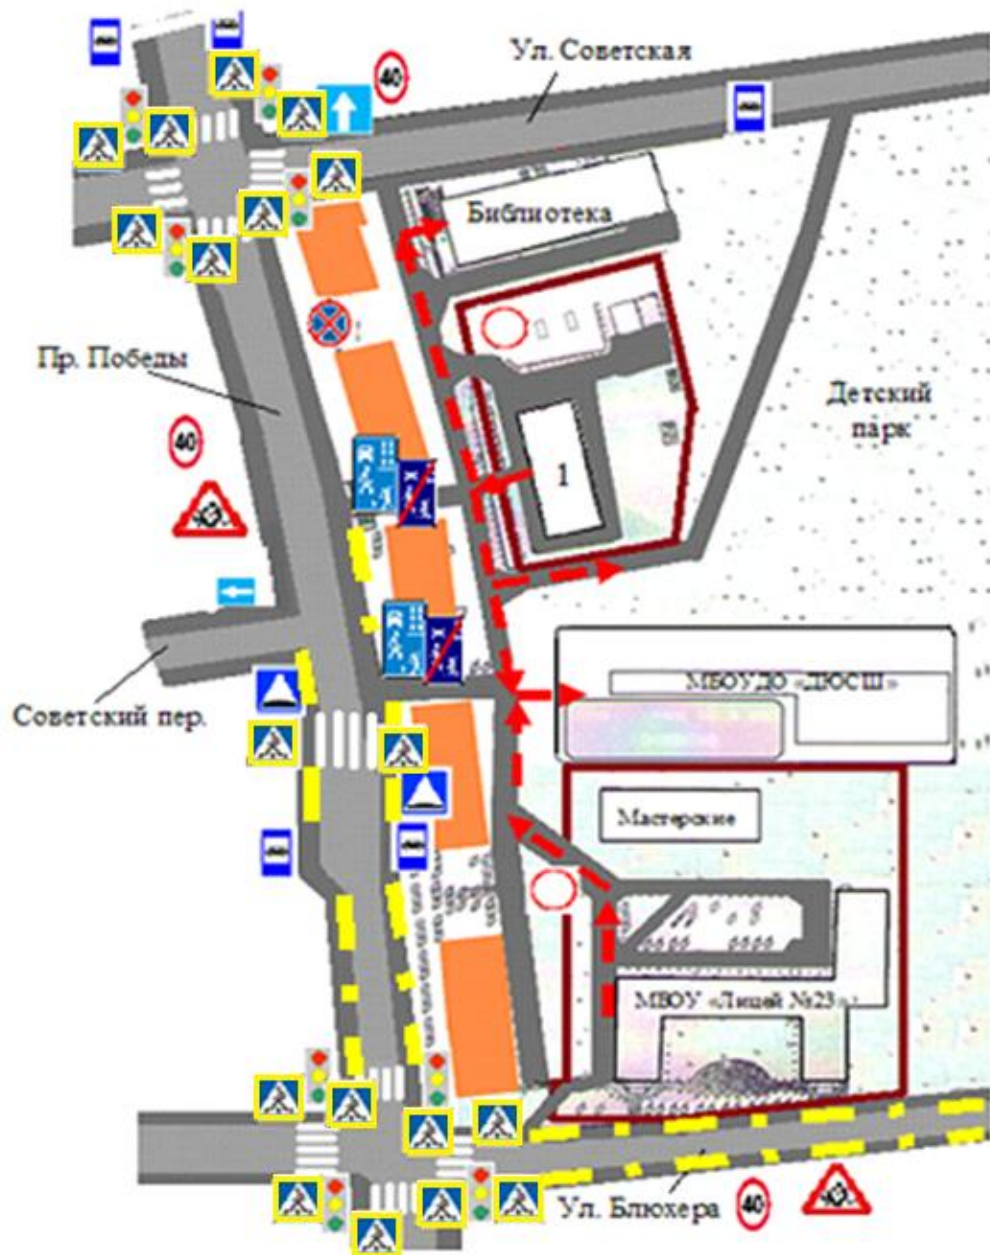 Ул. Советская
40
Библиотека
Пр. Победы
Детский
парк
40
1
МБОУДО «ДЮСШ»
Советский пер.
Мастерские
МБОУ «Лицей №23»
Ул. Блюхера
40